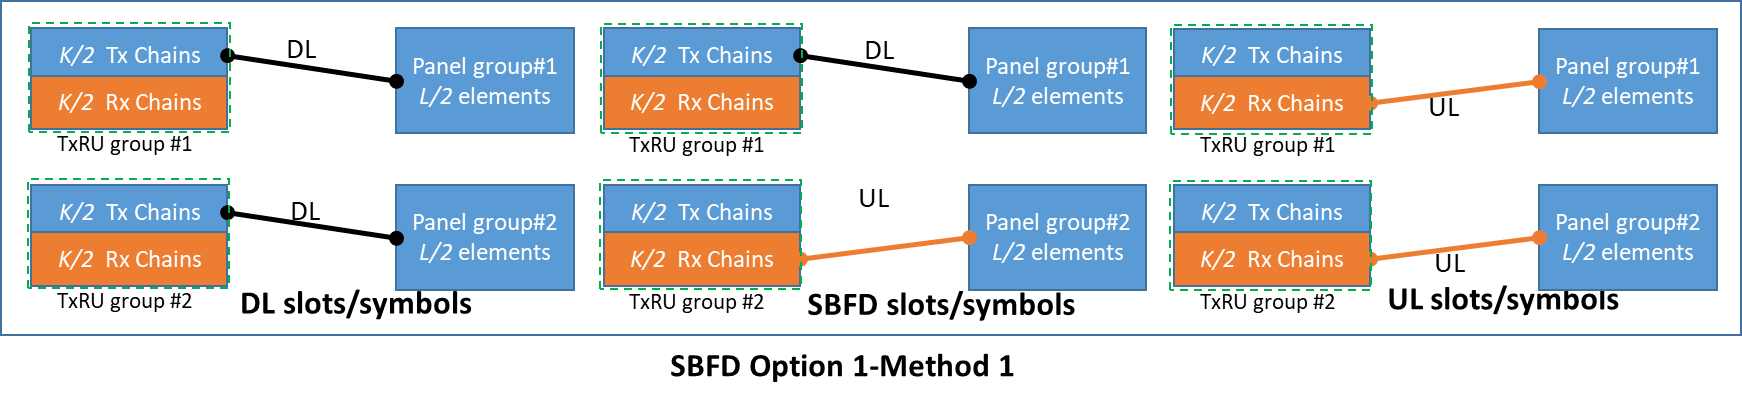 K/2 Tx Chains
K/2 Rx Chains
TxRU group #1
DL
Panel group#1
L/2 elements
K/2 Tx Chains
K/2 Rx Chains
TxRU group #2
DL
Panel group#2
L/2 elements
DL slots/symbols
K/2 Tx Chains
K/2 Rx Chains
TxRU group #1
DL
Panel group#1
L/2 elements
K/2 Tx Chains
K/2 Rx Chains
TxRU group #2
UL
Panel group#2
L/2 elements
SBFD slots/symbols
K/2 Tx Chains
K/2 Rx Chains
TxRU group #1
UL
Panel group#1
L/2 elements
K/2 Tx Chains
K/2 Rx Chains
TxRU group #2
UL
Panel group#2
L/2 elements
UL slots/symbols
SBFD Option 1-Method 1